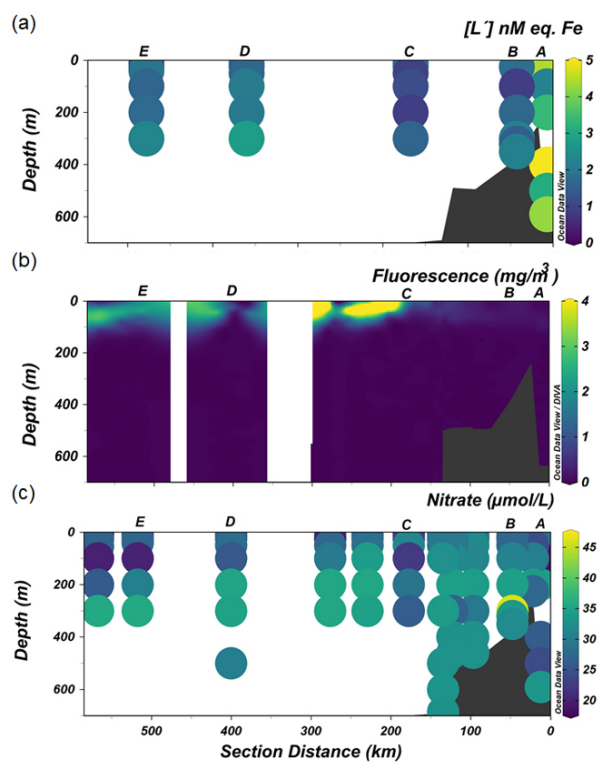 (a)
[L´] nM eq. Fe
E D C B A
0
200
400
600
Depth (m)
5
4
3
2
1
0
Ocean Data View
(b)
Fluorescence (mg/m3)
E D C B A
0
200
400
600
Depth (m)
4
3
2
1
0
Ocean Data View / DIVA
(c)
Nitrate (µmol/L)
E D C B A
0
200
400
600
Depth (m)
45
40
35
30
25
20
Ocean Data View
500 400 300 200 100 0
Section Distance (km)